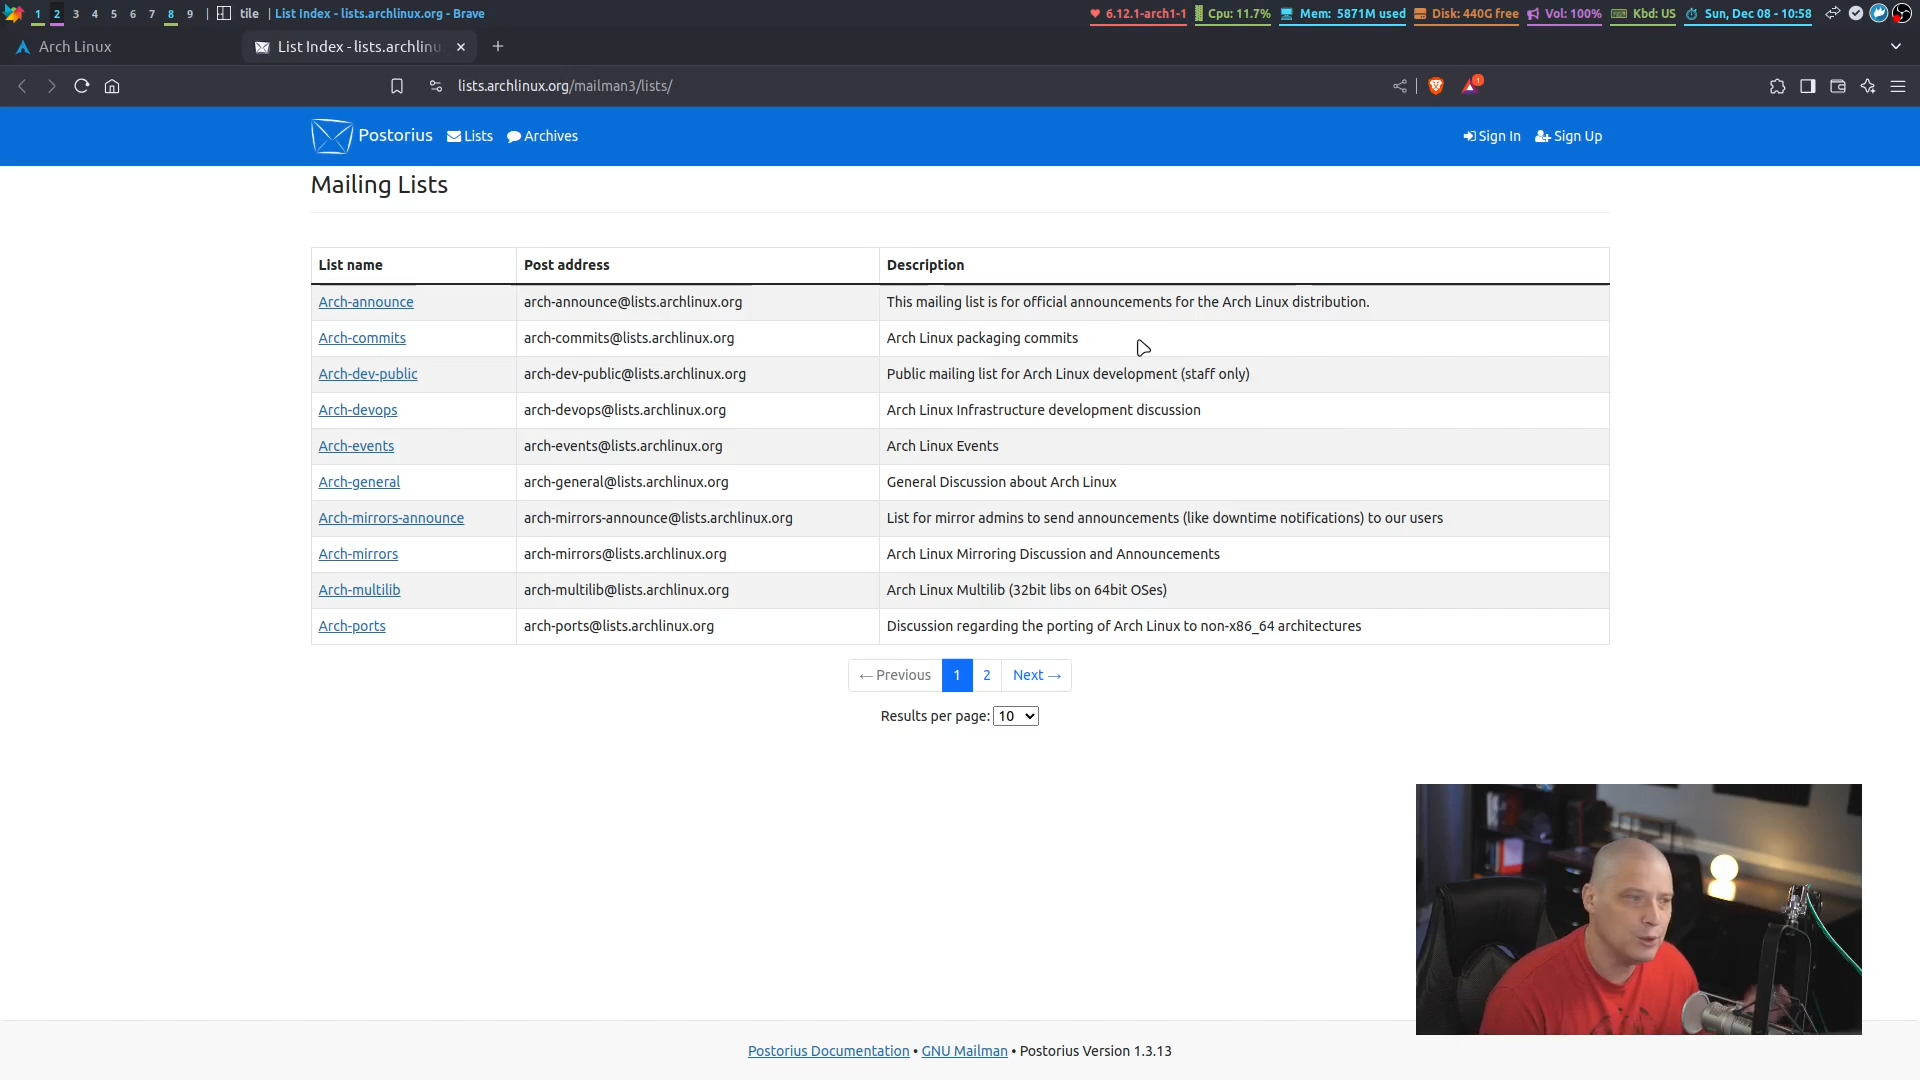 1 2 3 4 5 6 7 8 9 | tile | List Index - lists.archlinux.org - Brave
6.12.1-arch1-1 Cpu: 11.7% Mem: 5871M used Disk: 440G free Vol: 100% Kbd: US Sun, Dec 08 - 10:58
Arch Linux
List Index - lists.archlinu
lists.archlinux.org/mailman3/lists/
1
Postorius Lists Archives Sign In Sign Up
Mailing Lists
List name Post address Description
Arch-announce arch-announce@lists.archlinux.org This mailing list is for official announcements for the Arch Linux distribution.
Arch-commits arch-commits@lists.archlinux.org Arch Linux packaging commits
Arch-dev-public arch-dev-public@lists.archlinux.org Public mailing list for Arch Linux development (staff only)
Arch-devops arch-devops@lists.archlinux.org Arch Linux Infrastructure development discussion
Arch-events arch-events@lists.archlinux.org Arch Linux Events
Arch-general arch-general@lists.archlinux.org General Discussion about Arch Linux
Arch-mirrors-announce arch-mirrors-announce@lists.archlinux.org List for mirror admins to send announcements (like downtime notifications) to our users
Arch-mirrors arch-mirrors@lists.archlinux.org Arch Linux Mirroring Discussion and Announcements
Arch-multilib arch-multilib@lists.archlinux.org Arch Linux Multilib (32bit libs on 64bit OSes)
Arch-ports arch-ports@lists.archlinux.org Discussion regarding the porting of Arch Linux to non-x86_64 architectures
← Previous 1 2 Next →
Results per page: 10
Postorius Documentation • GNU Mailman • Postorius Version 1.3.13